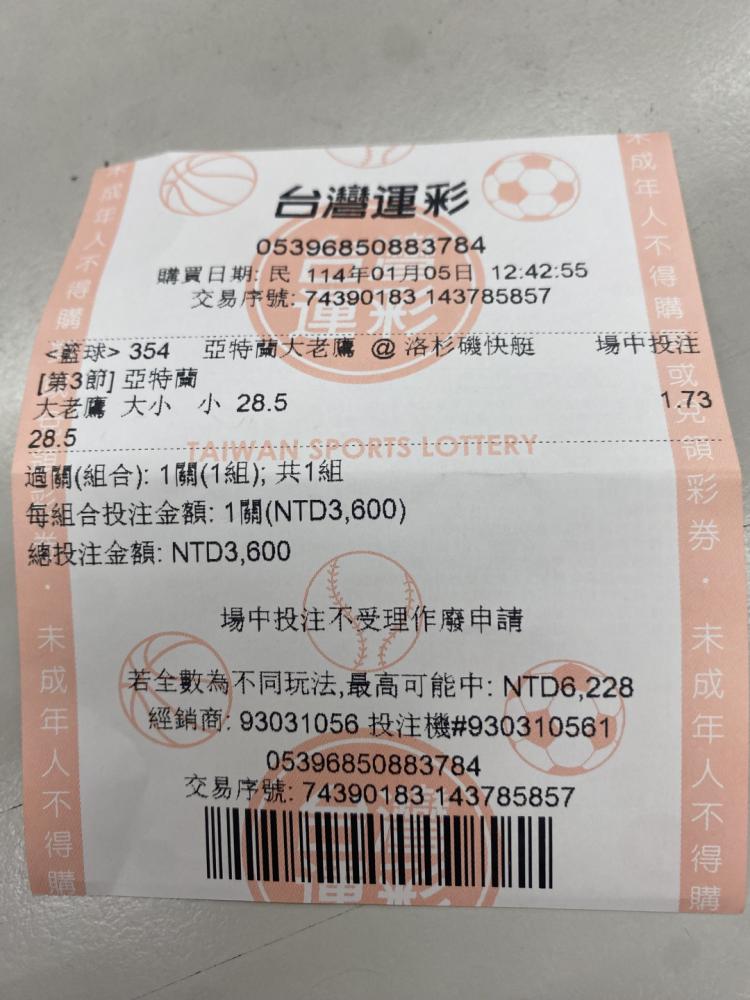 台灣運彩
05396850883784
購買日期: 民 114年01月05日 12:42:55
交易序號: 74390183 143785857
<籃球> 354 亞特蘭大老鷹 @ 洛杉磯快艇 場中投注
[第3節] 亞特蘭
大老鷹 大小 小 28.5 1.73
28.5
TAIWAN SPORTS LOTTERY
過關(組合): 1關(1組); 共1組
每組合投注金額: 1關(NTD3,600)
總投注金額: NTD3,600
場中投注不受理作廢申請
若全數為不同玩法,最高可能中: NTD6,228
經銷商: 93031056 投注機#930310561
05396850883784
交易序號: 74390183 143785857
未成年人不得購
未成年人不得購買或兌領彩券・未成年人不得購